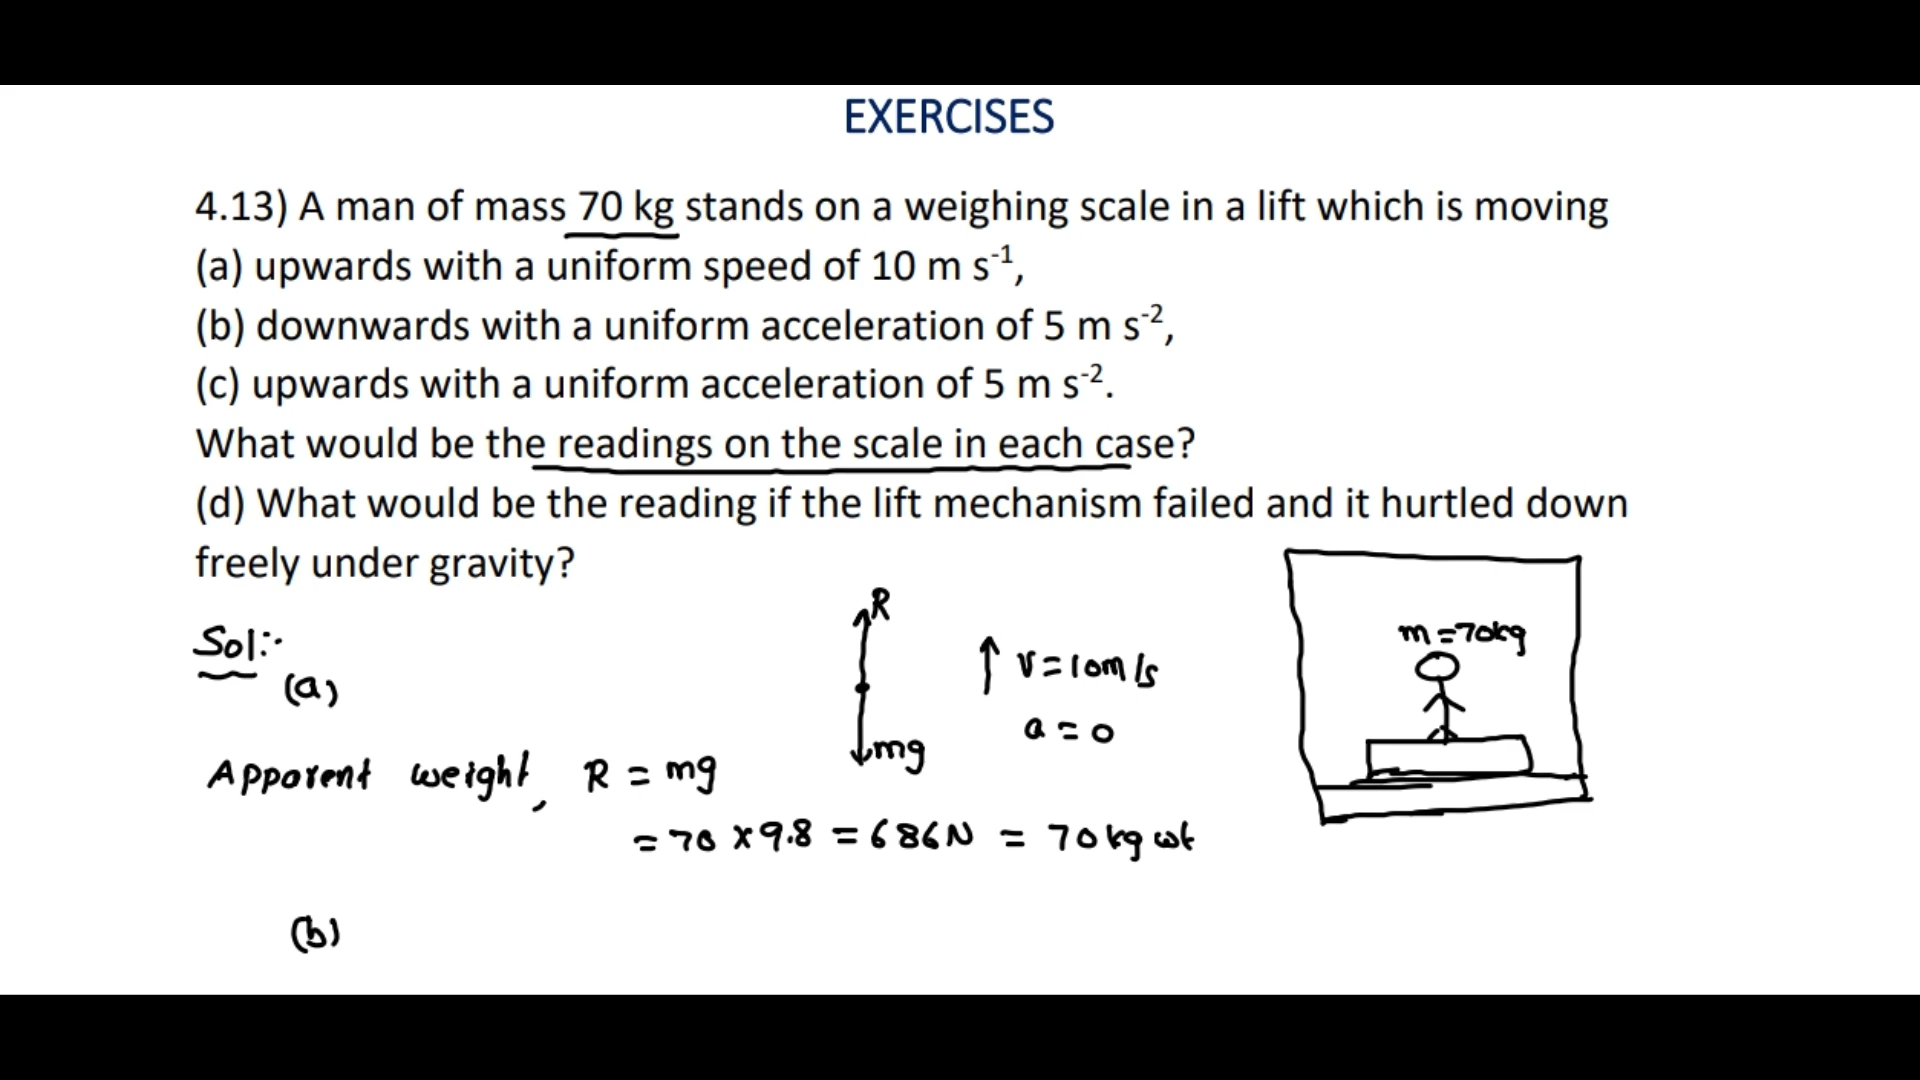 EXERCISES
4.13) A man of mass 70 kg stands on a weighing scale in a lift which is moving
(a) upwards with a uniform speed of 10 m s⁻¹,
(b) downwards with a uniform acceleration of 5 m s⁻²,
(c) upwards with a uniform acceleration of 5 m s⁻².
What would be the readings on the scale in each case?
(d) What would be the reading if the lift mechanism failed and it hurtled down
freely under gravity?
Sol:-
(a)
R
mg
v = 10m/s
a = 0
m = 70kg
Apparent weight, R = mg
= 70 × 9.8 = 686N = 70 kg wt
(b)